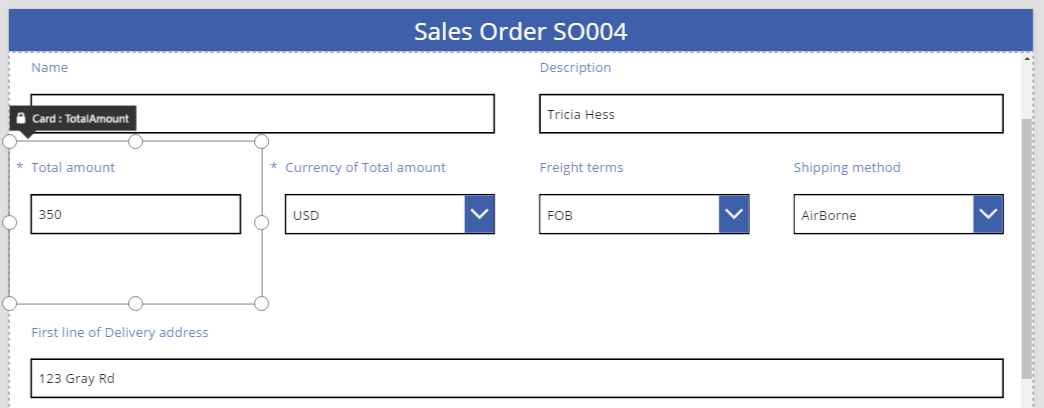 Sales Order SO004
Name
Description
Card : TotalAmount
Tricia Hess
* Total amount
* Currency of Total amount
Freight terms
Shipping method
350
USD
FOB
AirBorne
First line of Delivery address
123 Gray Rd